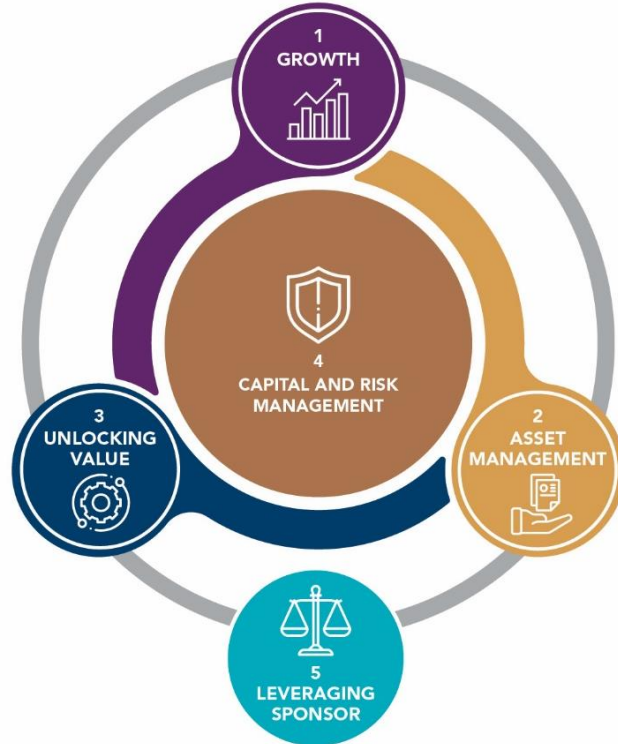 1
GROWTH
2
ASSET
MANAGEMENT
3
UNLOCKING
VALUE
4
CAPITAL AND RISK
MANAGEMENT
5
LEVERAGING
SPONSOR